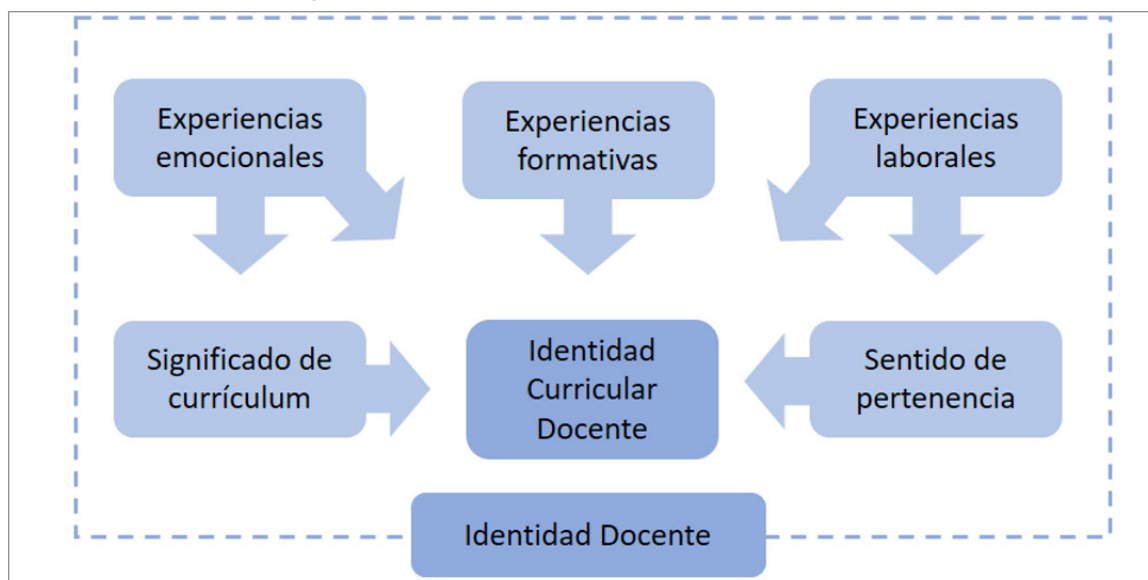 Experiencias
emocionales
Experiencias
formativas
Experiencias
laborales
Significado de
currículum
Identidad
Curricular
Docente
Sentido de
pertenencia
Identidad Docente